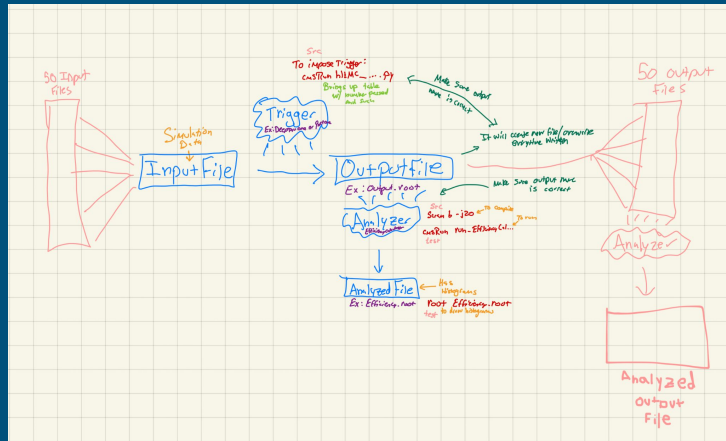 50 Input
Files
Simulation
Data
Input File
Src
To impose Trigger:
cmsRun hltMC_....py
Brings up table
w/ number passed
and such
Trigger
Output File
Ex: Output.root
Make Sure output
name is correct
It will create new file/overwrite
everytime written
Make Sure output name
is correct
Analyzer
Src
Scram b -j20
To compile
cmsRun run_Efficiency
To run
test
Analyzed File
Has
histograms
Ex: Efficiency.root
root Efficiency.root
test
histograms
50 output
files
Analyzer
Analyzed
Output
File